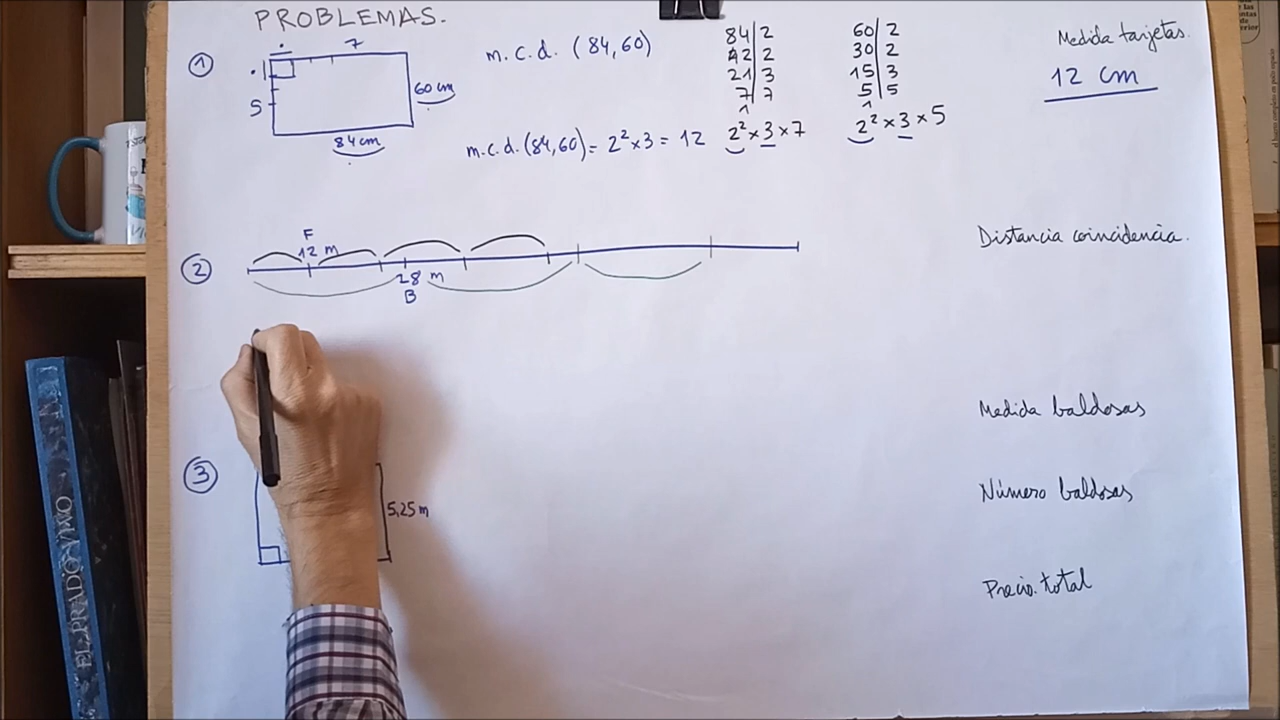 PROBLEMAS.
1
7
1
5
60 cm
84 cm
m.c.d. (84,60)
m.c.d. (84,60) = 2² x 3 = 12
84 | 2
42 | 2
21 | 3
7 | 7
1
2² x 3 x 7
60 | 2
30 | 2
15 | 3
5 | 5
1
2² x 3 x 5
Medida tarjetas.
12 cm
2
F
12 m
28 m
B
Distancia coincidencia.
3
5,25 m
Medida baldosas
Número baldosas
Precio total
EL PRADO VIVO